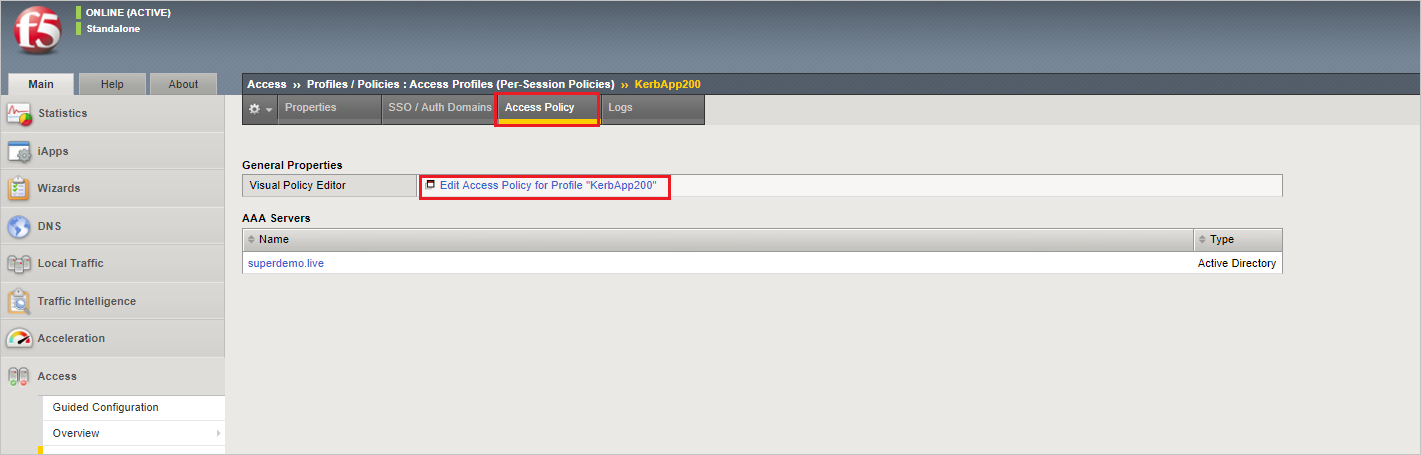 f5
ONLINE (ACTIVE)
Standalone
Main
Help
About
Access ›› Profiles / Policies : Access Profiles (Per-Session Policies) ›› KerbApp200
Properties
SSO / Auth Domains
Access Policy
Logs
Statistics
iApps
Wizards
DNS
Local Traffic
Traffic Intelligence
Acceleration
Access
Guided Configuration
Overview
General Properties
Visual Policy Editor
Edit Access Policy for Profile "KerbApp200"
AAA Servers
Name
Type
superdemo.live
Active Directory